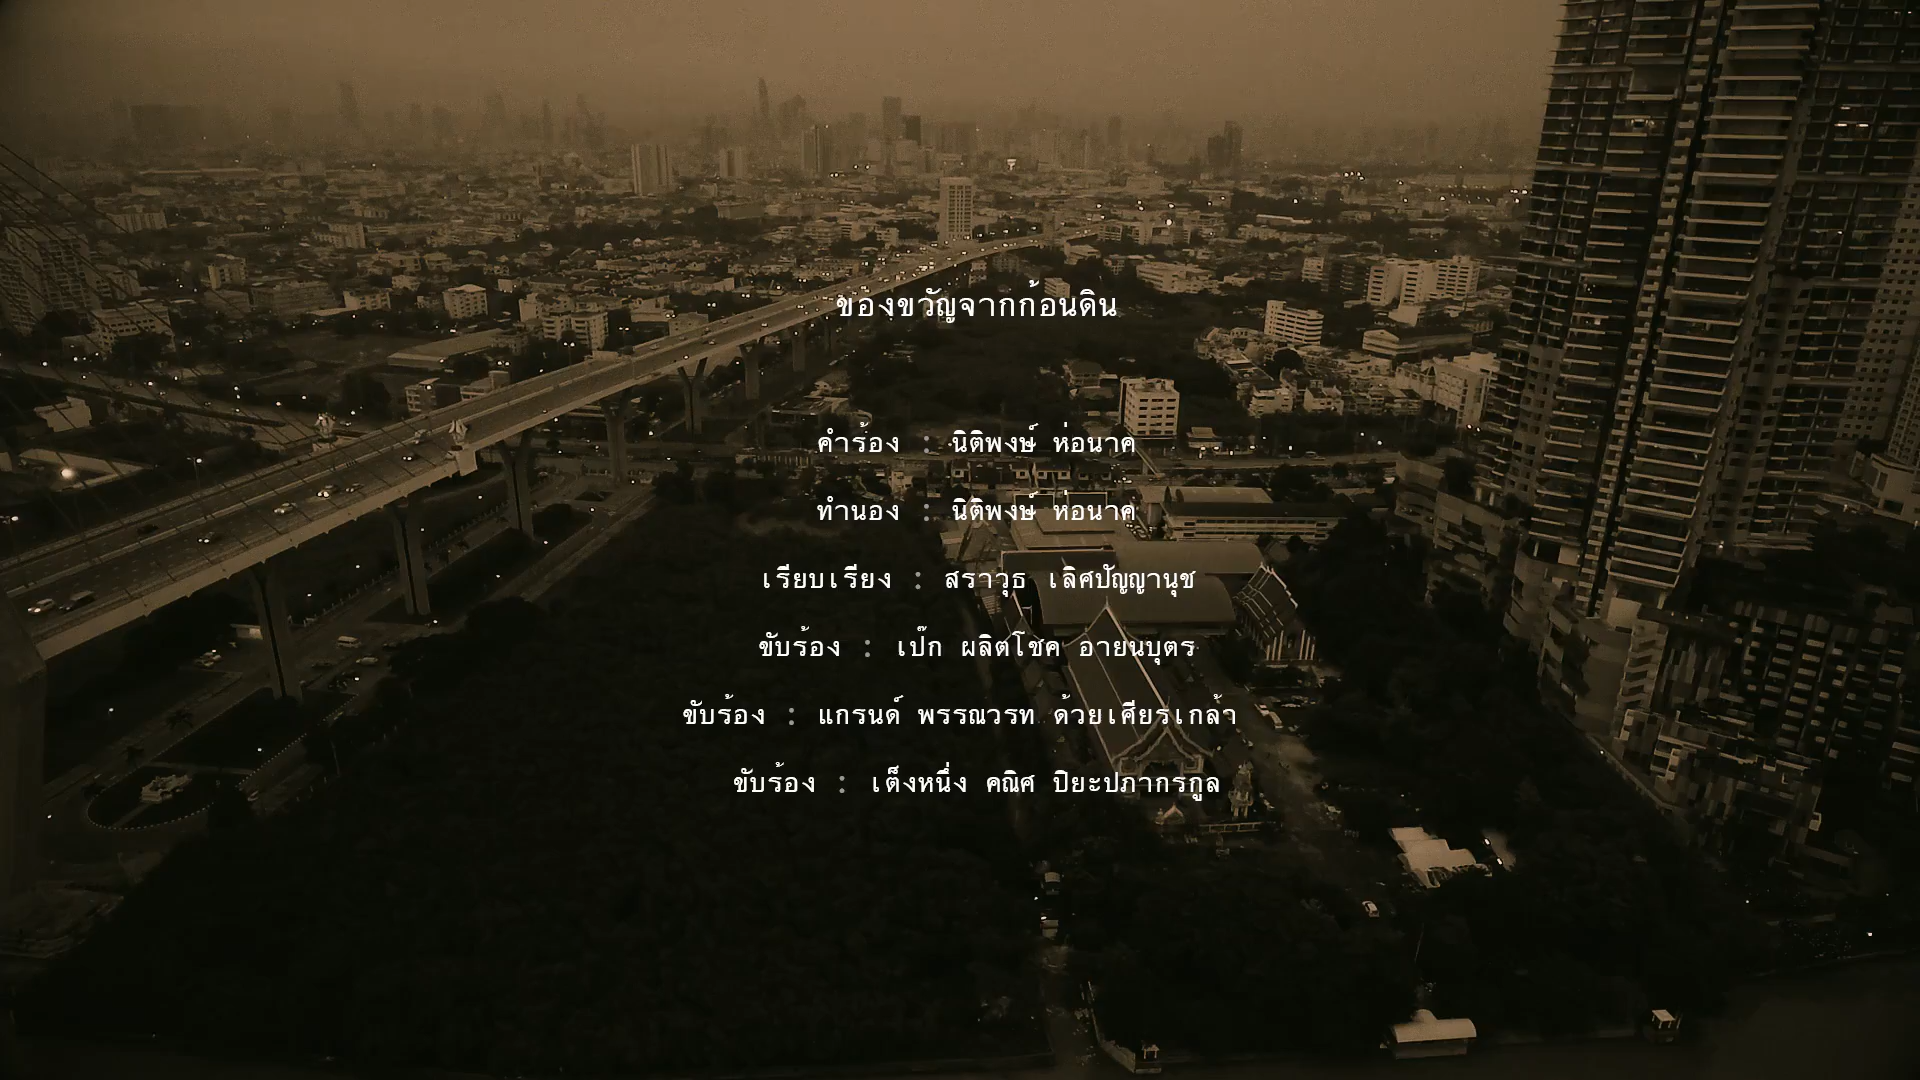 ของขวัญจากก้อนดิน
คำร้อง : นิติพงษ์ ห่อนาค
ทำนอง : นิติพงษ์ ห่อนาค
เรียบเรียง : สราวุธ เลิศปัญญานุช
ขับร้อง : เป๊ก ผลิตโชค อายนบุตร
ขับร้อง : แกรนด์ พรรณวรท ด้วยเศียรเกล้า
ขับร้อง : เต็งหนึ่ง คณิศ ปิยะปภากรกูล